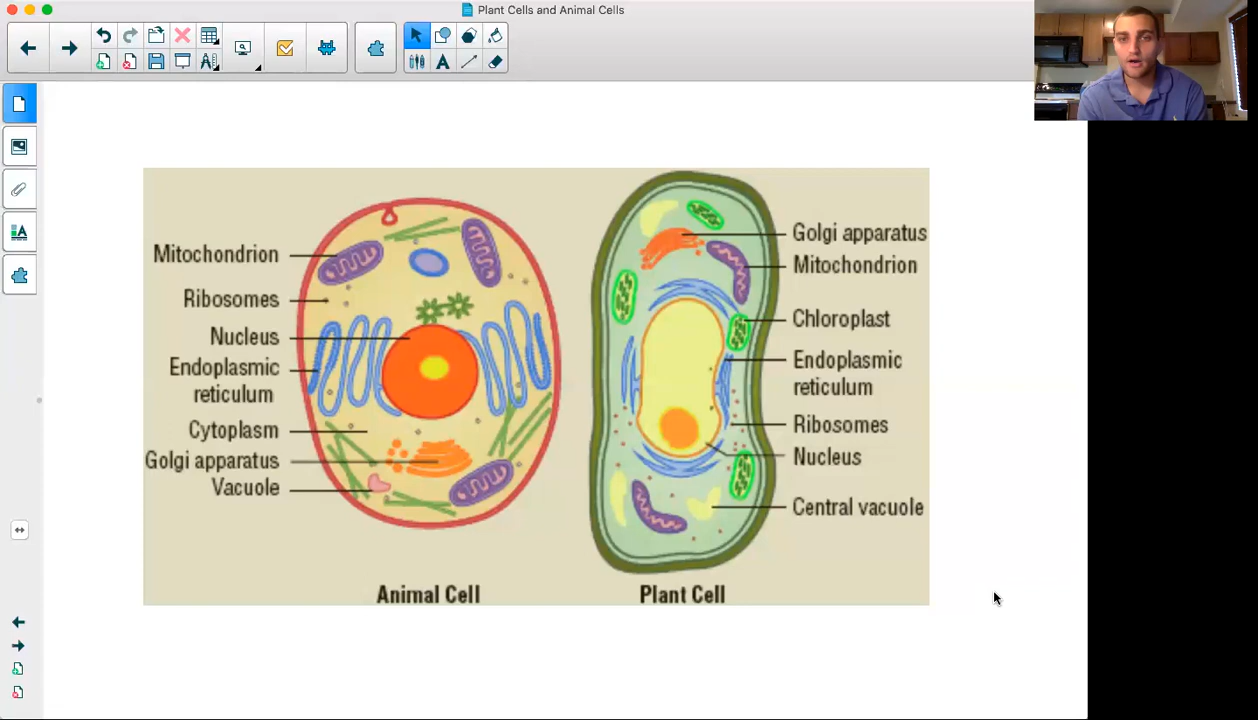 Plant Cells and Animal Cells
Mitochondrion
Ribosomes
Nucleus
Endoplasmic
reticulum
Cytoplasm
Golgi apparatus
Vacuole
Animal Cell
Golgi apparatus
Mitochondrion
Chloroplast
Endoplasmic
reticulum
Ribosomes
Nucleus
Central vacuole
Plant Cell